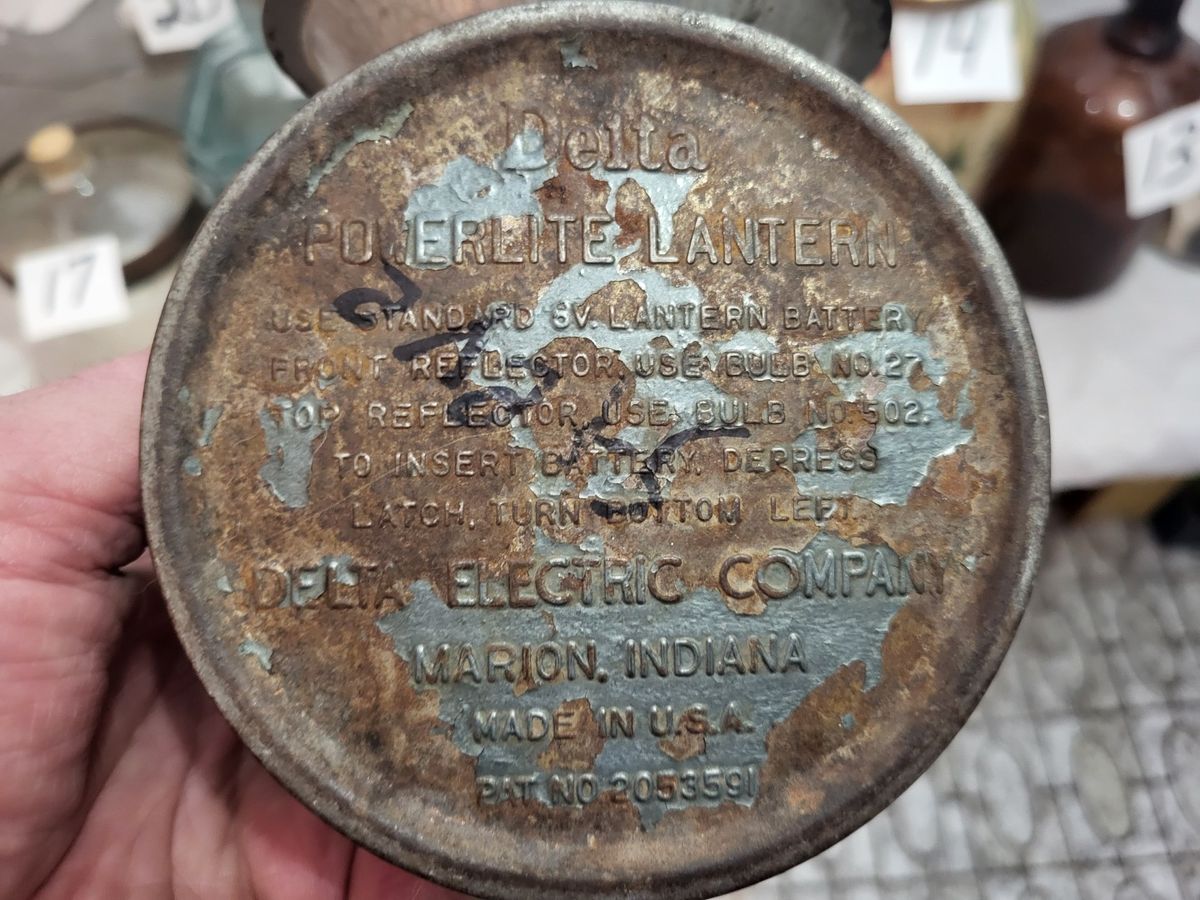 Delta
POWERLITE LANTERN
USE STANDARD 6V. LANTERN BATTERY.
FRONT REFLECTOR, USE BULB NO. 27
TOP REFLECTOR, USE BULB NO. 502.
TO INSERT BATTERY, DEPRESS
LATCH, TURN BUTTON LEFT.
DELTA ELECTRIC COMPANY
MARION, INDIANA
MADE IN U.S.A.
PAT NO 2053591
17
14
13